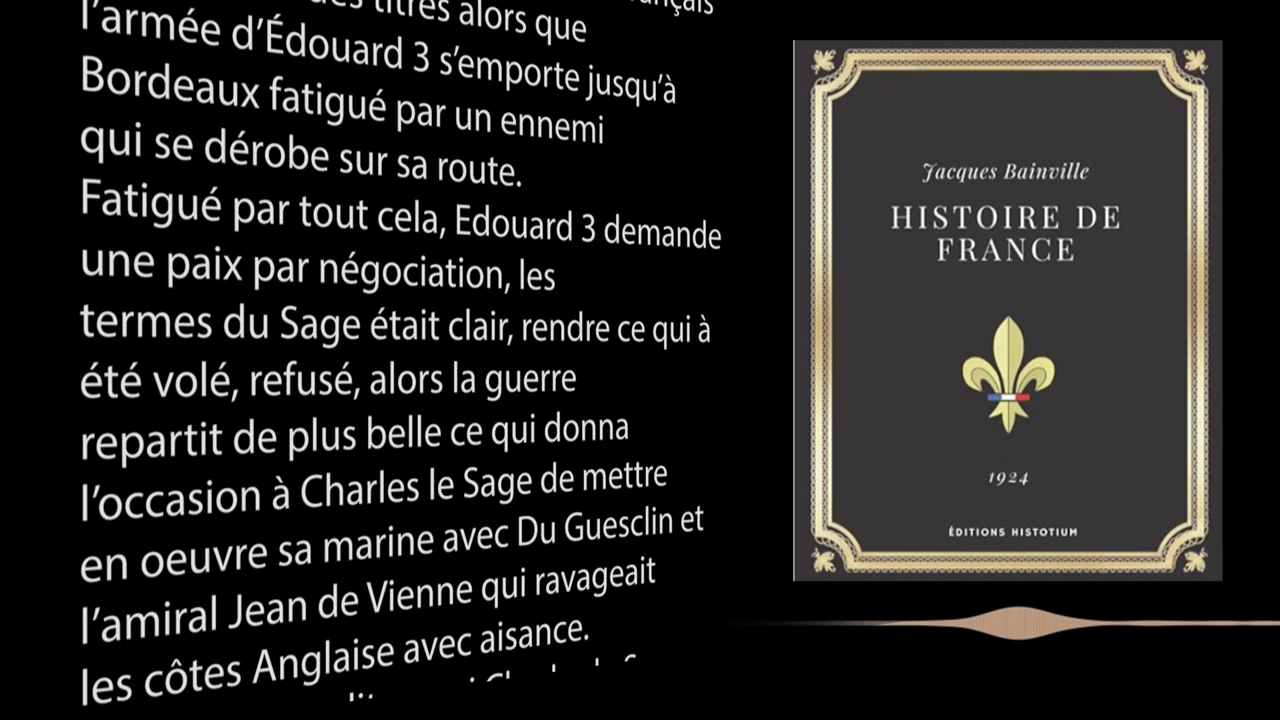 titres alors que
l’armée d’Édouard 3 s’emporte jusqu’à
Bordeaux fatigué par un ennemi
qui se dérobe sur sa route.
Fatigué par tout cela, Edouard 3 demande
une paix par négociation, les
termes du Sage était clair, rendre ce qui à
été volé, refusé, alors la guerre
repartit de plus belle ce qui donna
l’occasion à Charles le Sage de mettre
en oeuvre sa marine avec Du Guesclin et
l’amiral Jean de Vienne qui ravageait
les côtes Anglaise avec aisance.
Jacques Bainville
HISTOIRE DE
FRANCE
1924
ÉDITIONS HISTOTIUM